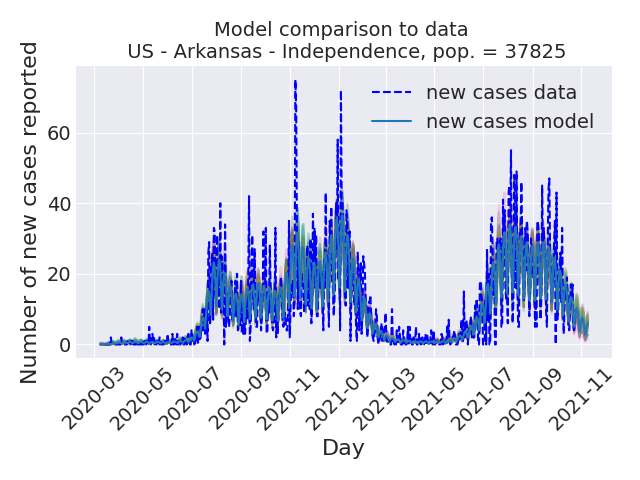 Model comparison to data
US - Arkansas - Independence, pop. = 37825
Number of new cases reported
60
40
20
0
new cases data
new cases model
2020-03
2020-05
2020-07
2020-09
2020-11
2021-01
2021-03
2021-05
2021-07
2021-09
2021-11
Day